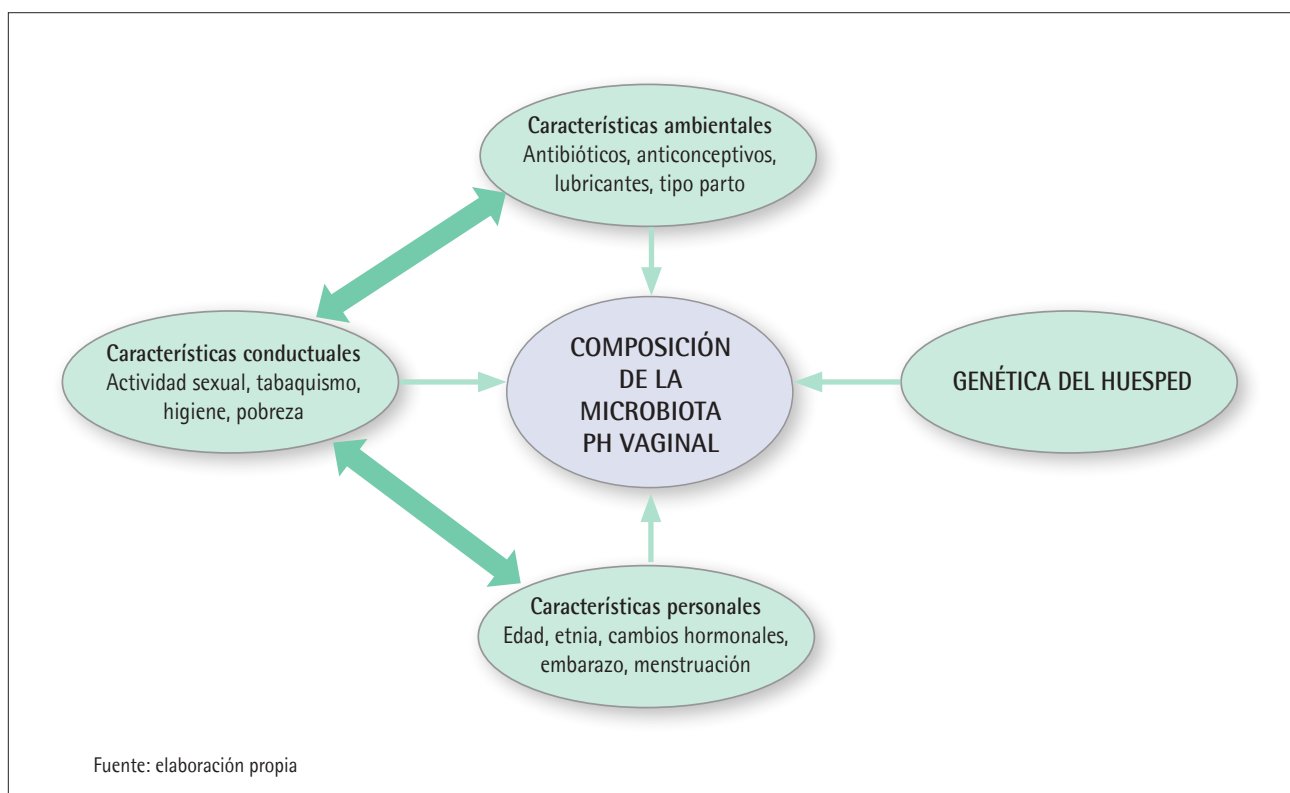 Características ambientales
Antibióticos, anticonceptivos,
lubricantes, tipo parto
Características conductuales
Actividad sexual, tabaquismo,
higiene, pobreza
COMPOSICIÓN
DE LA
MICROBIOTA
PH VAGINAL
GENÉTICA DEL HUESPED
Características personales
Edad, etnia, cambios hormonales,
embarazo, menstruación
Fuente: elaboración propia